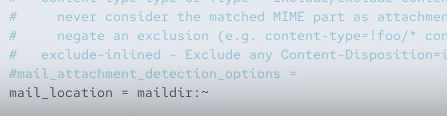 #     never consider the matched MIME part as attachmen
#     negate an exclusion (e.g. content-type=!foo/* con
#   exclude-inlined - Exclude any Content-Disposition=i
#mail_attachment_detection_options =
mail_location = maildir:~